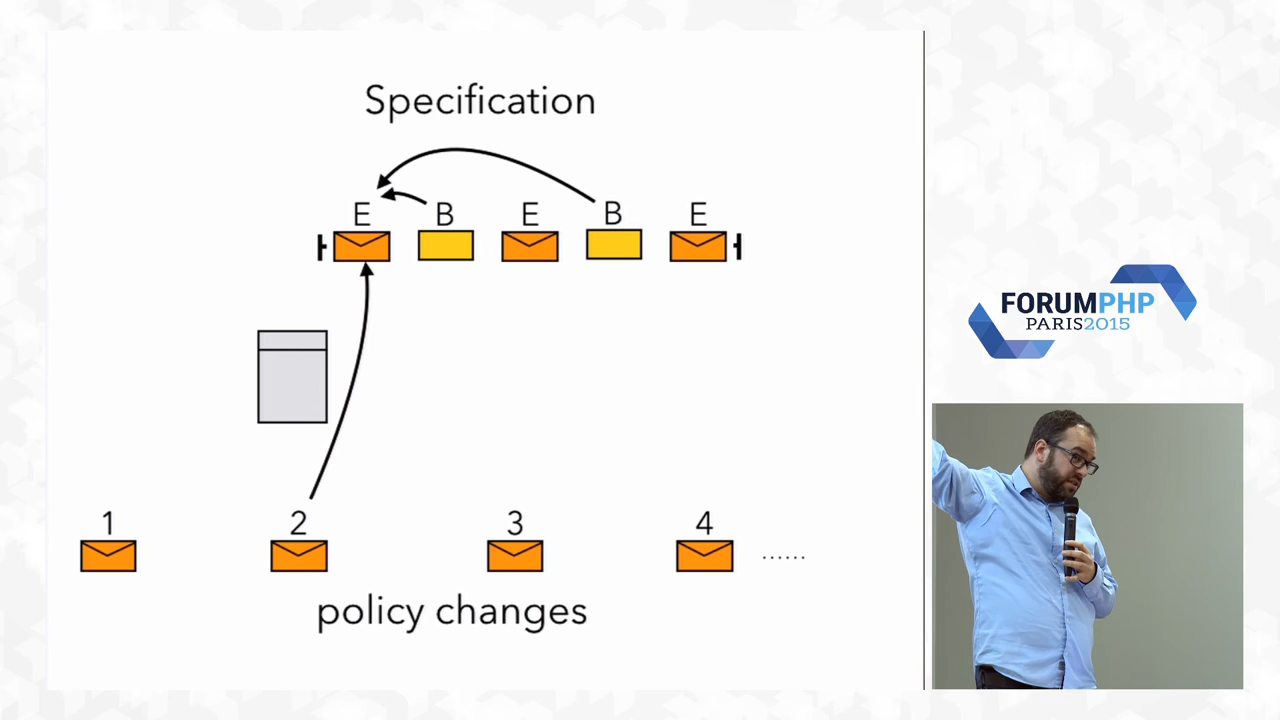 Specification
E B E B E
1 2 3 4 ......
policy changes
FORUMPHP
PARIS2015